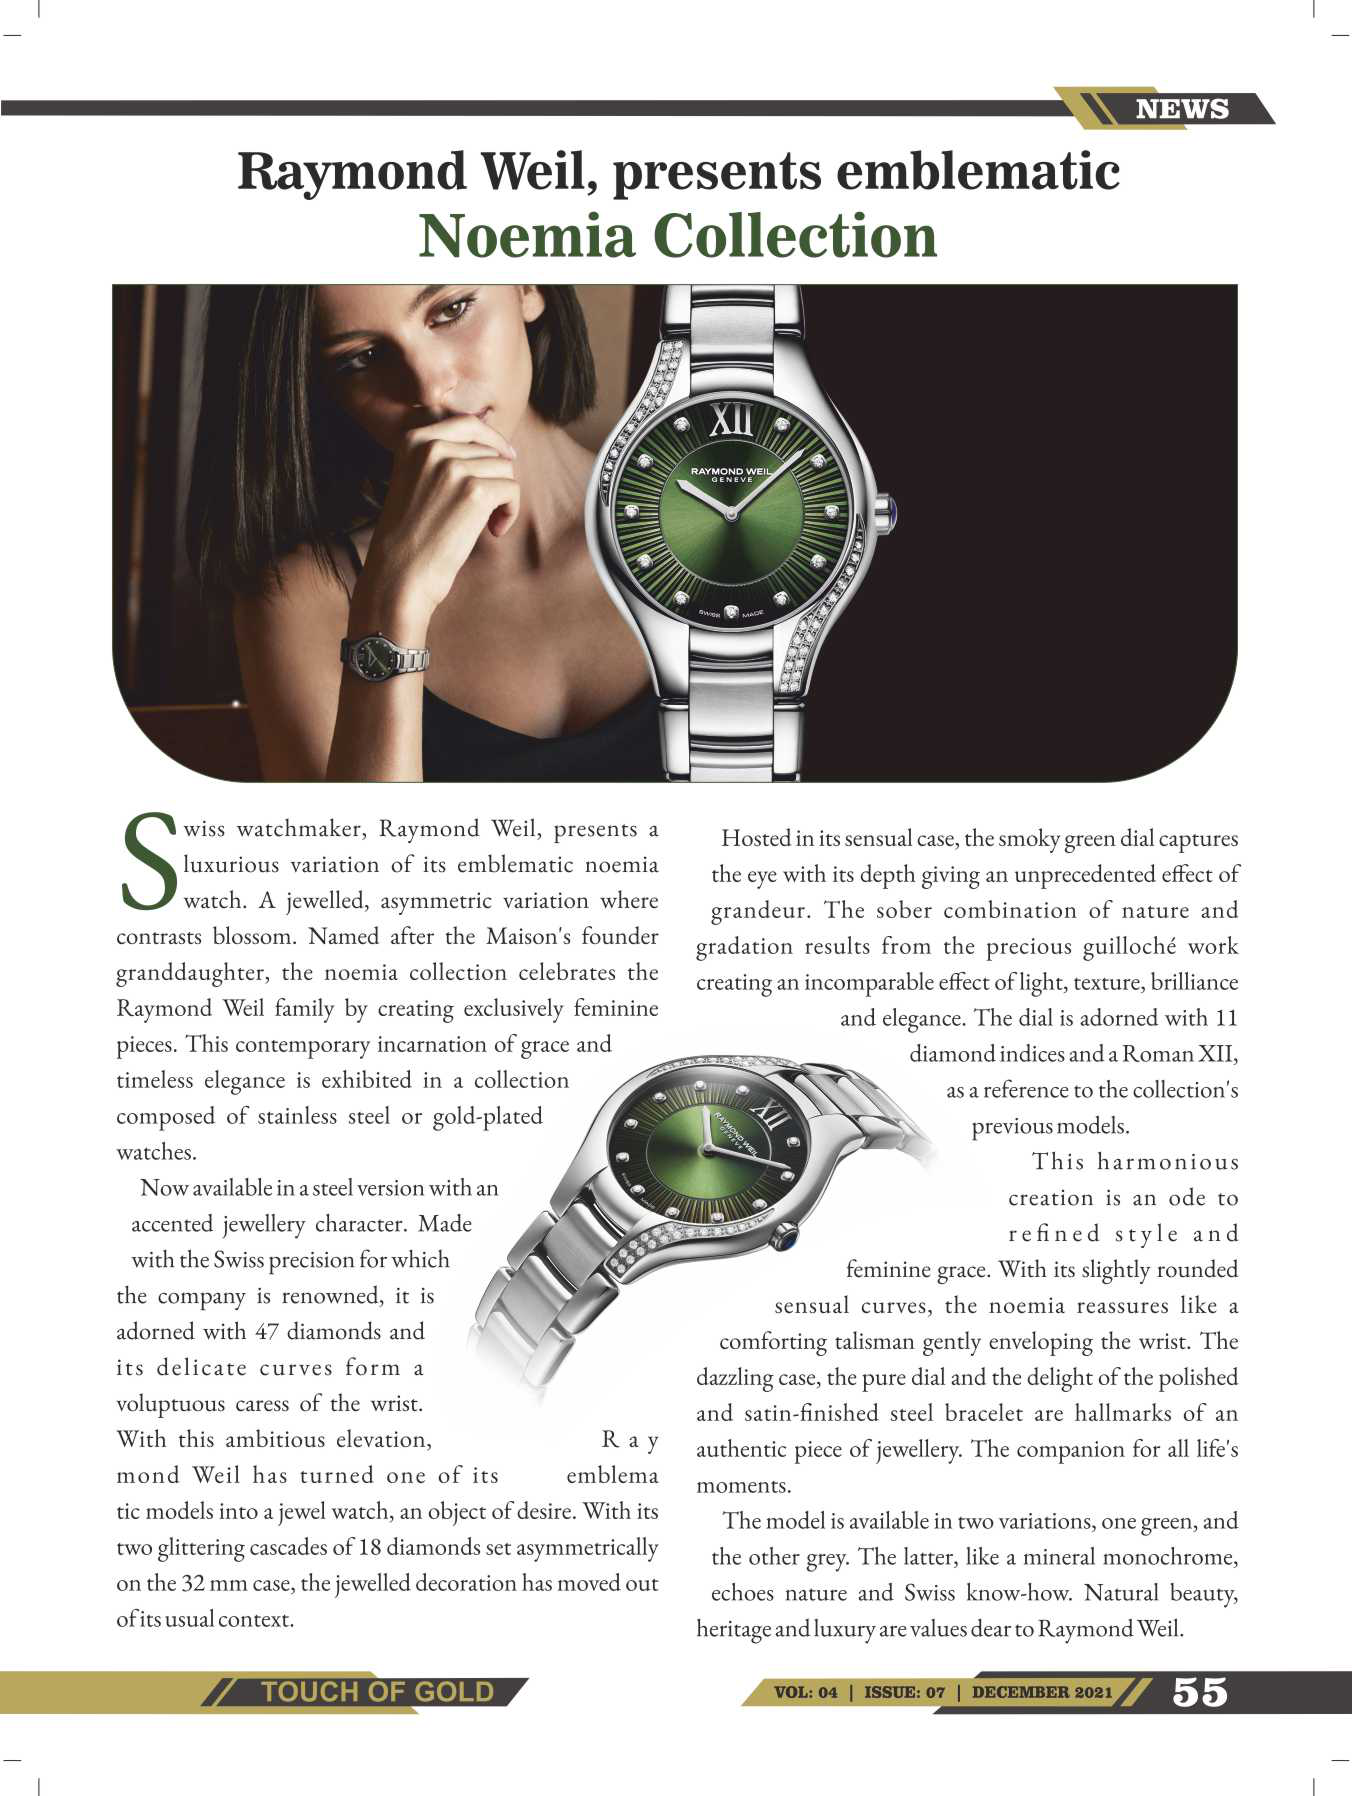 NEWS
Raymond Weil, presents emblematic
Noemia Collection
XII
RAYMOND WEIL
GENEVE
SWISS MADE
Swiss watchmaker, Raymond Weil, presents a
luxurious variation of its emblematic noemia
watch. A jewelled, asymmetric variation where
contrasts blossom. Named after the Maison's founder
granddaughter, the noemia collection celebrates the
Raymond Weil family by creating exclusively feminine
pieces. This contemporary incarnation of grace and
timeless elegance is exhibited in a collection
composed of stainless steel or gold-plated
watches.
Now available in a steel version with an
accented jewellery character. Made
with the Swiss precision for which
the company is renowned, it is
adorned with 47 diamonds and
its delicate curves form a
voluptuous caress of the wrist.
With this ambitious elevation, Ray
mond Weil has turned one of its emblema
tic models into a jewel watch, an object of desire. With its
two glittering cascades of 18 diamonds set asymmetrically
on the 32 mm case, the jewelled decoration has moved out
of its usual context.
XII
RAYMOND WEIL
GENEVE
Hosted in its sensual case, the smoky green dial captures
the eye with its depth giving an unprecedented effect of
grandeur. The sober combination of nature and
gradation results from the precious guilloché work
creating an incomparable effect of light, texture, brilliance
and elegance. The dial is adorned with 11
diamond indices and a Roman XII,
as a reference to the collection's
previous models.
This harmonious
creation is an ode to
refined style and
feminine grace. With its slightly rounded
sensual curves, the noemia reassures like a
comforting talisman gently enveloping the wrist. The
dazzling case, the pure dial and the delight of the polished
and satin-finished steel bracelet are hallmarks of an
authentic piece of jewellery. The companion for all life's
moments.
The model is available in two variations, one green, and
the other grey. The latter, like a mineral monochrome,
echoes nature and Swiss know-how. Natural beauty,
heritage and luxury are values dear to Raymond Weil.
TOUCH OF GOLD
VOL: 04 | ISSUE: 07 | DECEMBER 2021
55